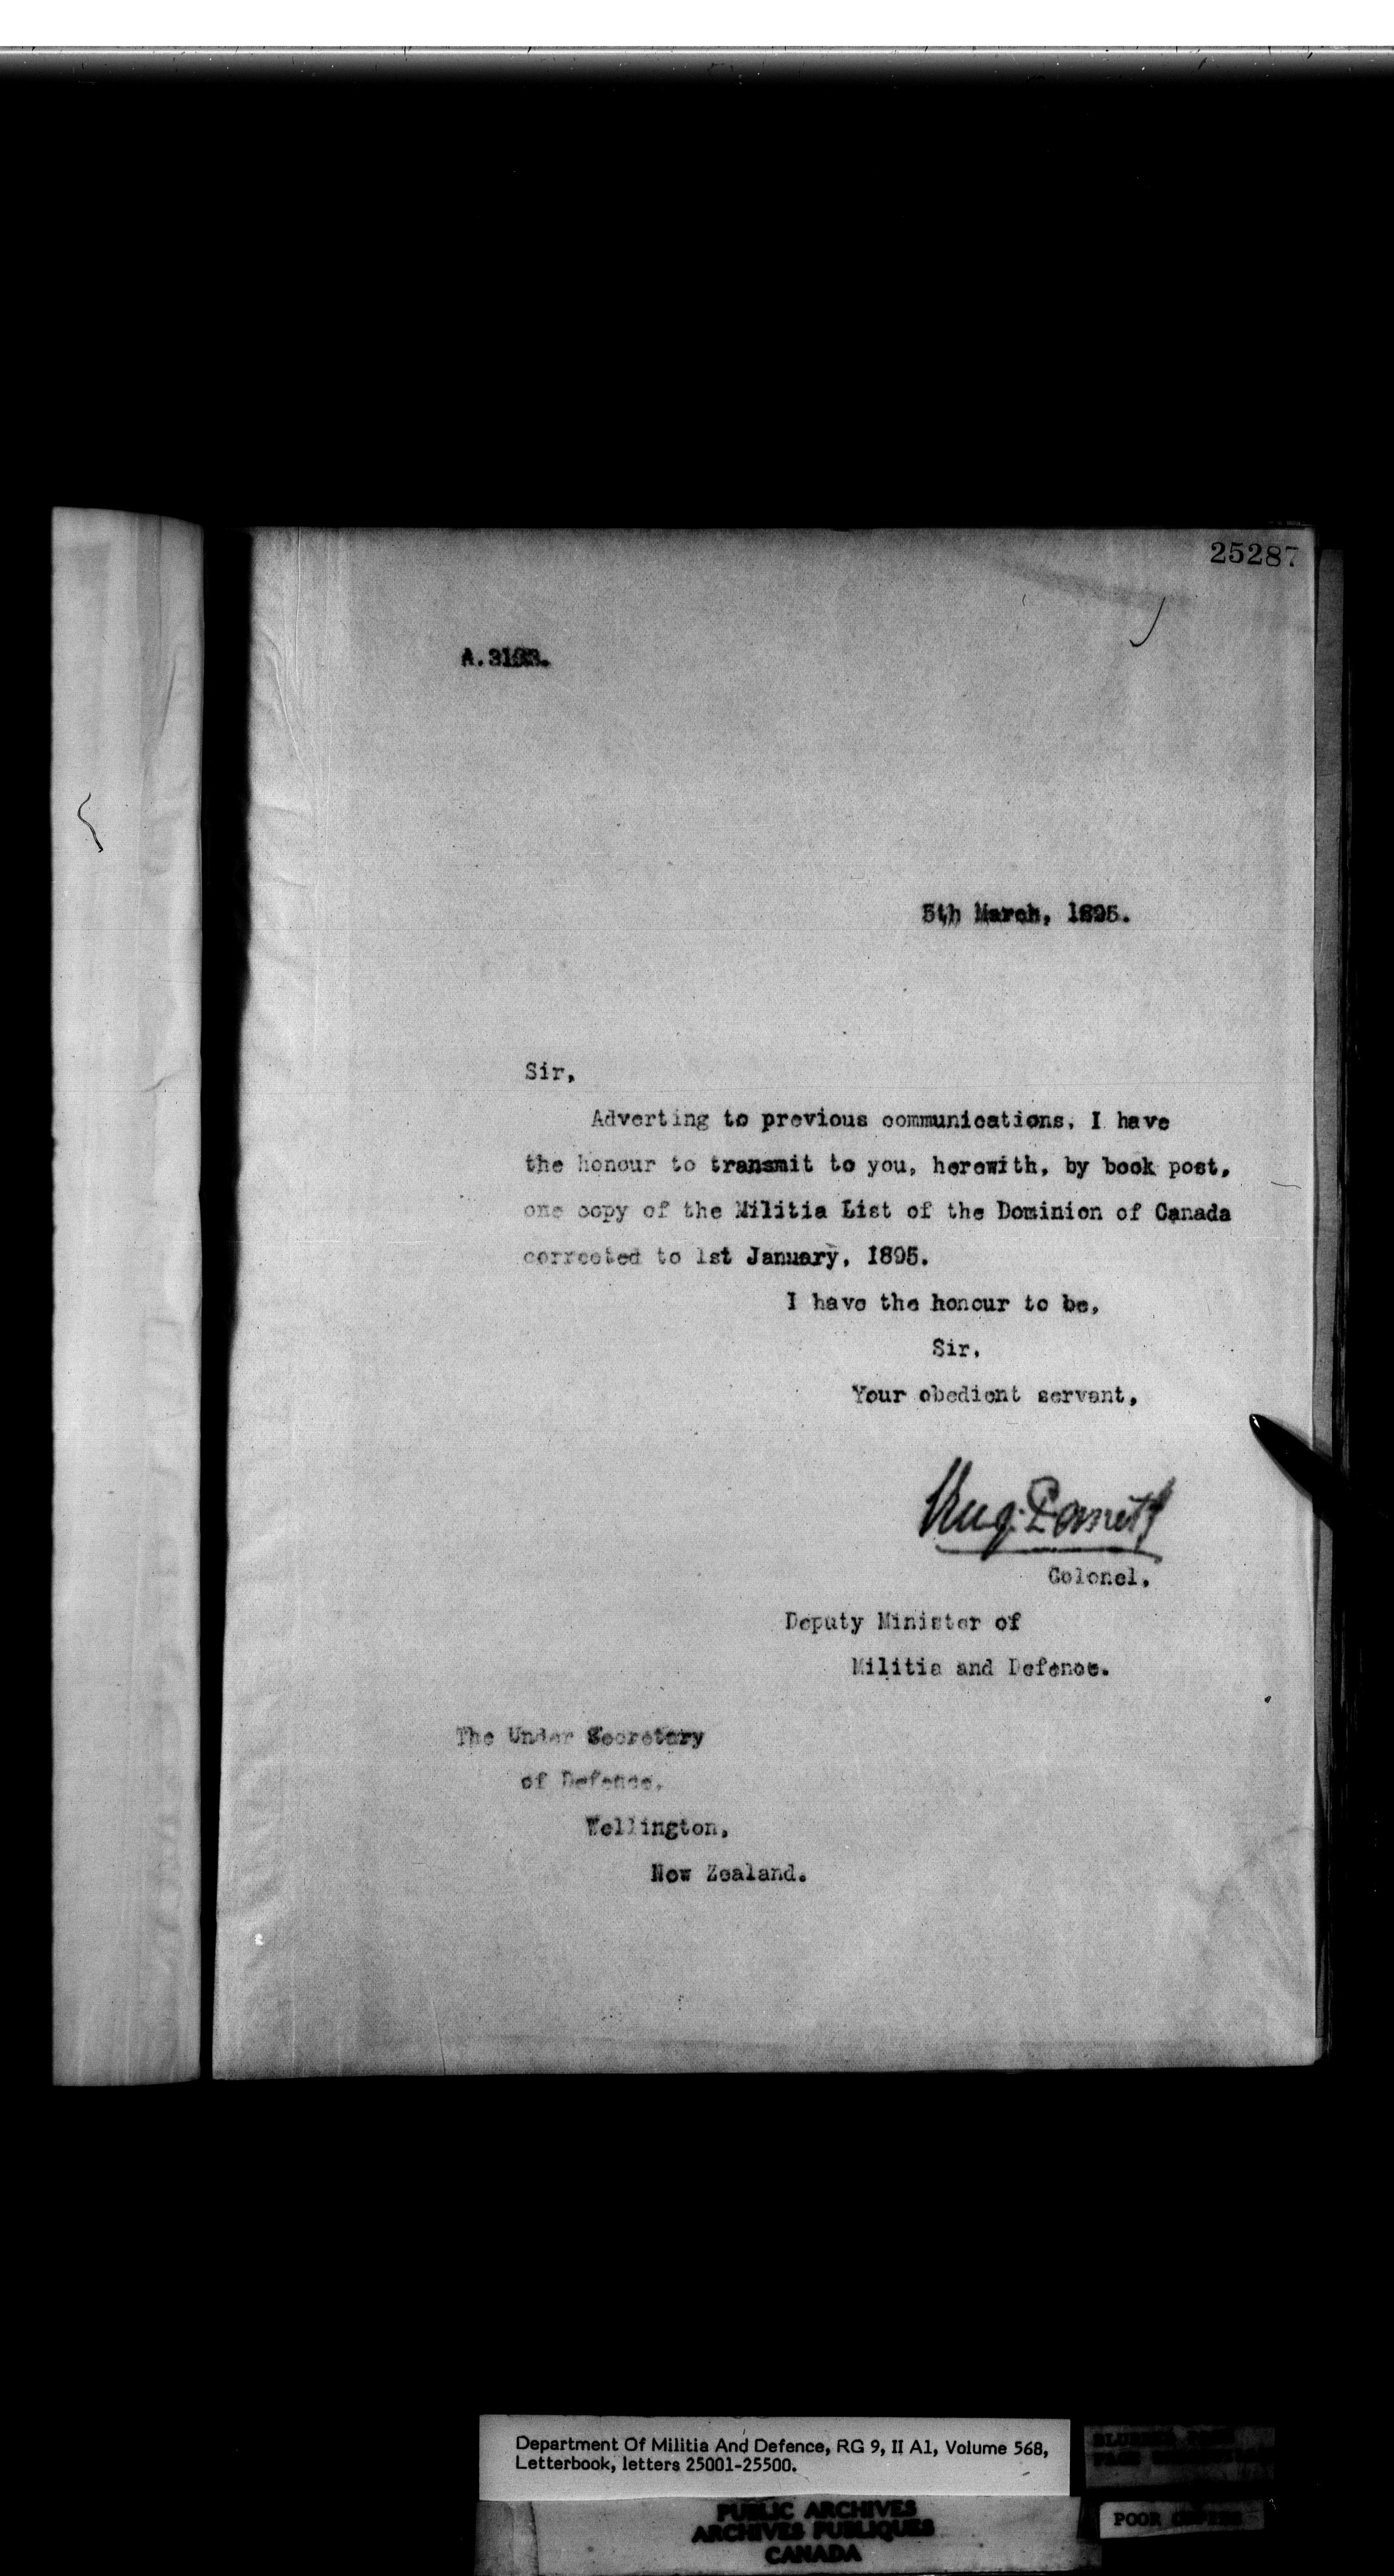 25287
5th March, 1895.
Sir,
Adverting to previous communications, I have
the honour to transmit to you, herewith, by book post,
one copy of the Militia List of the Dominion of Canada
corrected to 1st January, 1895.
I have the honour to be,
Sir,
Your obedient servant,
Colonel,
Deputy Minister of
Militia and Defence.
The Under Secretary
of Defence,
Wellington,
New Zealand.
Department Of Militia And Defence, RG 9, II A1, Volume 568,
Letterbook, letters 25001-25500.
PUBLIC ARCHIVES
ARCHIVES PUBLIQUES
CANADA
POOR